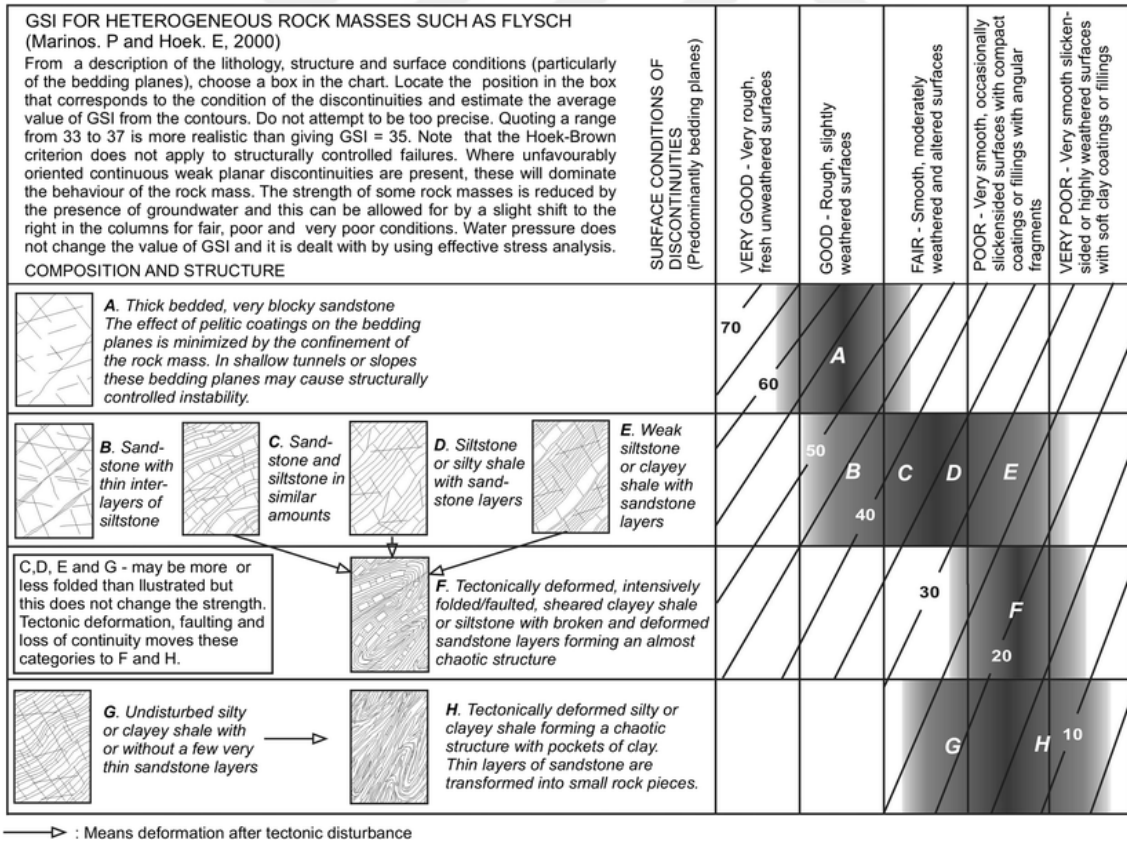 GSI FOR HETEROGENEOUS ROCK MASSES SUCH AS FLYSCH
(Marinos. P and Hoek. E, 2000)
From a description of the lithology, structure and surface conditions (particularly
of the bedding planes), choose a box in the chart. Locate the position in the box
that corresponds to the condition of the discontinuities and estimate the average
value of GSI from the contours. Do not attempt to be too precise. Quoting a range
from 33 to 37 is more realistic than giving GSI = 35. Note that the Hoek-Brown
criterion does not apply to structurally controlled failures. Where unfavourably
oriented continuous weak planar discontinuities are present, these will dominate
the behaviour of the rock mass. The strength of some rock masses is reduced by
the presence of groundwater and this can be allowed for by a slight shift to the
right in the columns for fair, poor and very poor conditions. Water pressure does
not change the value of GSI and it is dealt with by using effective stress analysis.
COMPOSITION AND STRUCTURE
SURFACE CONDITIONS OF
DISCONTINUITIES
(Predominantly bedding planes)
VERY GOOD - Very rough,
fresh unweathered surfaces
GOOD - Rough, slightly
weathered surfaces
FAIR - Smooth, moderately
weathered and altered surfaces
POOR - Very smooth, occasionally
slickensided surfaces with compact
coatings or fillings with angular
fragments
VERY POOR - Very smooth slicken-
sided or highly weathered surfaces
with soft clay coatings or fillings
A. Thick bedded, very blocky sandstone
The effect of pelitic coatings on the bedding
planes is minimized by the confinement of
the rock mass. In shallow tunnels or slopes
these bedding planes may cause structurally
controlled instability.
70
60
A
B. Sand-
stone with
thin inter-
layers of
siltstone
C. Sand-
stone and
siltstone in
similar
amounts
D. Siltstone
or silty shale
with sand-
stone layers
E. Weak
siltstone
or clayey
shale with
sandstone
layers
50
B
C
D
E
40
C,D, E and G - may be more or
less folded than llustrated but
this does not change the strength.
Tectonic deformation, faulting and
loss of continuity moves these
categories to F and H.
F. Tectonically deformed, intensively
folded/faulted, sheared clayey shale
or siltstone with broken and deformed
sandstone layers forming an almost
chaotic structure
30
F
20
G. Undisturbed silty
or clayey shale with
or without a few very
thin sandstone layers
H. Tectonically deformed silty or
clayey shale forming a chaotic
structure with pockets of clay.
Thin layers of sandstone are
transformed into small rock pieces.
G
H
10
: Means deformation after tectonic disturbance